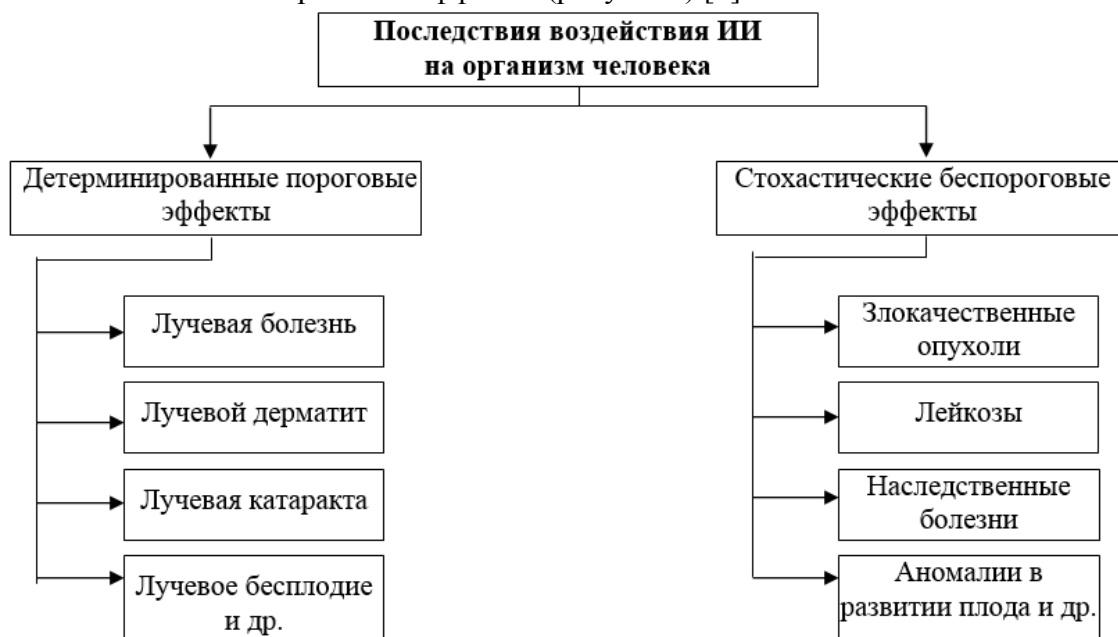 Последствия воздействия ИИ
на организм человека
Детерминированные пороговые
эффекты
Лучевая болезнь
Лучевой дерматит
Лучевая катаракта
Лучевое бесплодие
и др.
Стохастические беспороговые
эффекты
Злокачественные
опухоли
Лейкозы
Наследственные
болезни
Аномалии в
развитии плода и др.